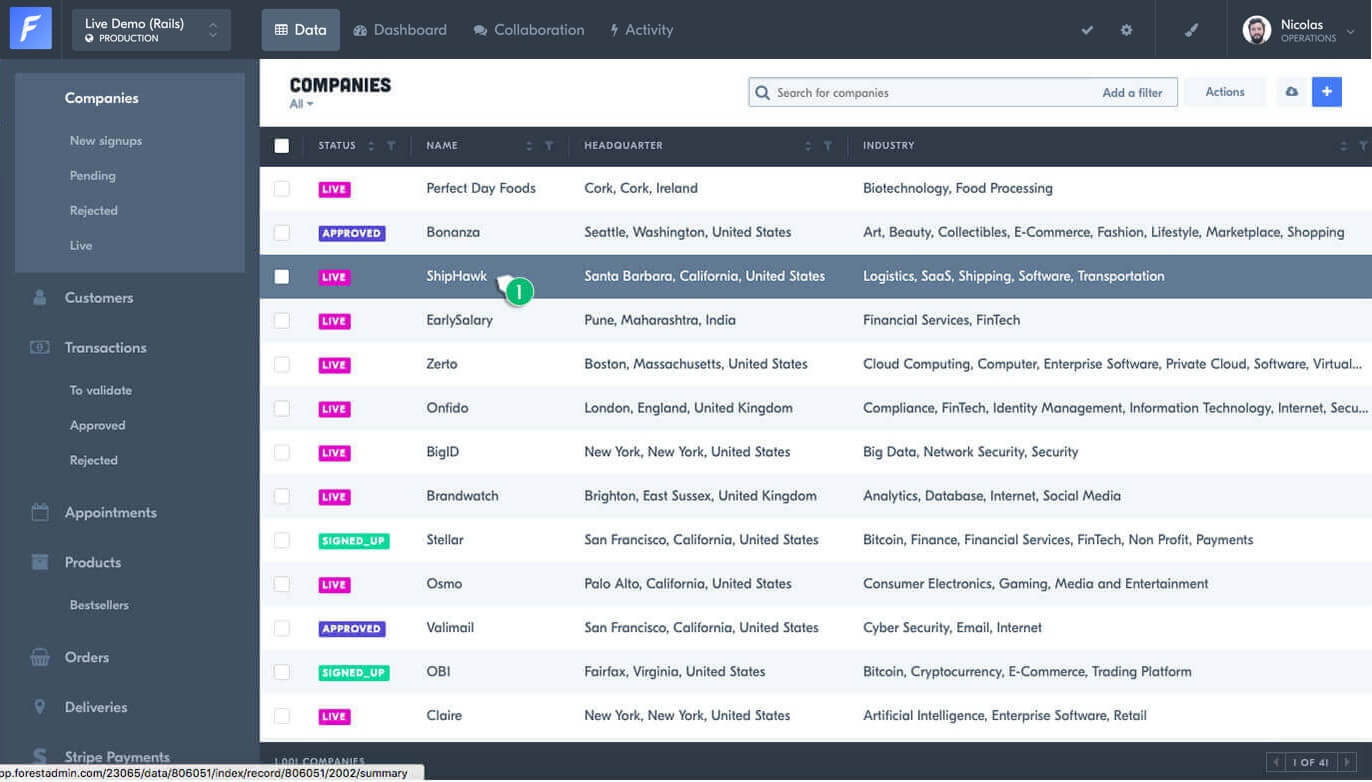 Live Demo (Rails)
PRODUCTION
Data
Dashboard
Collaboration
Activity
Nicolas
OPERATIONS
Companies
New signups
Pending
Rejected
Live
Customers
Transactions
To validate
Approved
Rejected
Appointments
Products
Bestsellers
Orders
Deliveries
Stripe Payments
COMPANIES
All
Search for companies
Add a filter
Actions
STATUS NAME HEADQUARTER INDUSTRY
LIVE Perfect Day Foods Cork, Cork, Ireland Biotechnology, Food Processing
APPROVED Bonanza Seattle, Washington, United States Art, Beauty, Collectibles, E-Commerce, Fashion, Lifestyle, Marketplace, Shopping
LIVE ShipHawk 1 Santa Barbara, California, United States Logistics, SaaS, Shipping, Software, Transportation
LIVE EarlySalary Pune, Maharashtra, India Financial Services, FinTech
LIVE Zerto Boston, Massachusetts, United States Cloud Computing, Computer, Enterprise Software, Private Cloud, Software, Virtual...
LIVE Onfido London, England, United Kingdom Compliance, FinTech, Identity Management, Information Technology, Internet, Secu...
LIVE BigID New York, New York, United States Big Data, Network Security, Security
LIVE Brandwatch Brighton, East Sussex, United Kingdom Analytics, Database, Internet, Social Media
SIGNED_UP Stellar San Francisco, California, United States Bitcoin, Finance, Financial Services, FinTech, Non Profit, Payments
LIVE Osmo Palo Alto, California, United States Consumer Electronics, Gaming, Media and Entertainment
APPROVED Valimail San Francisco, California, United States Cyber Security, Email, Internet
SIGNED_UP OB1 Fairfax, Virginia, United States Bitcoin, Cryptocurrency, E-Commerce, Trading Platform
LIVE Claire New York, New York, United States Artificial Intelligence, Enterprise Software, Retail
1,001 COMPANIES
1 OF 41
pp.forestadmin.com/23065/data/806051/index/record/806051/2002/summary